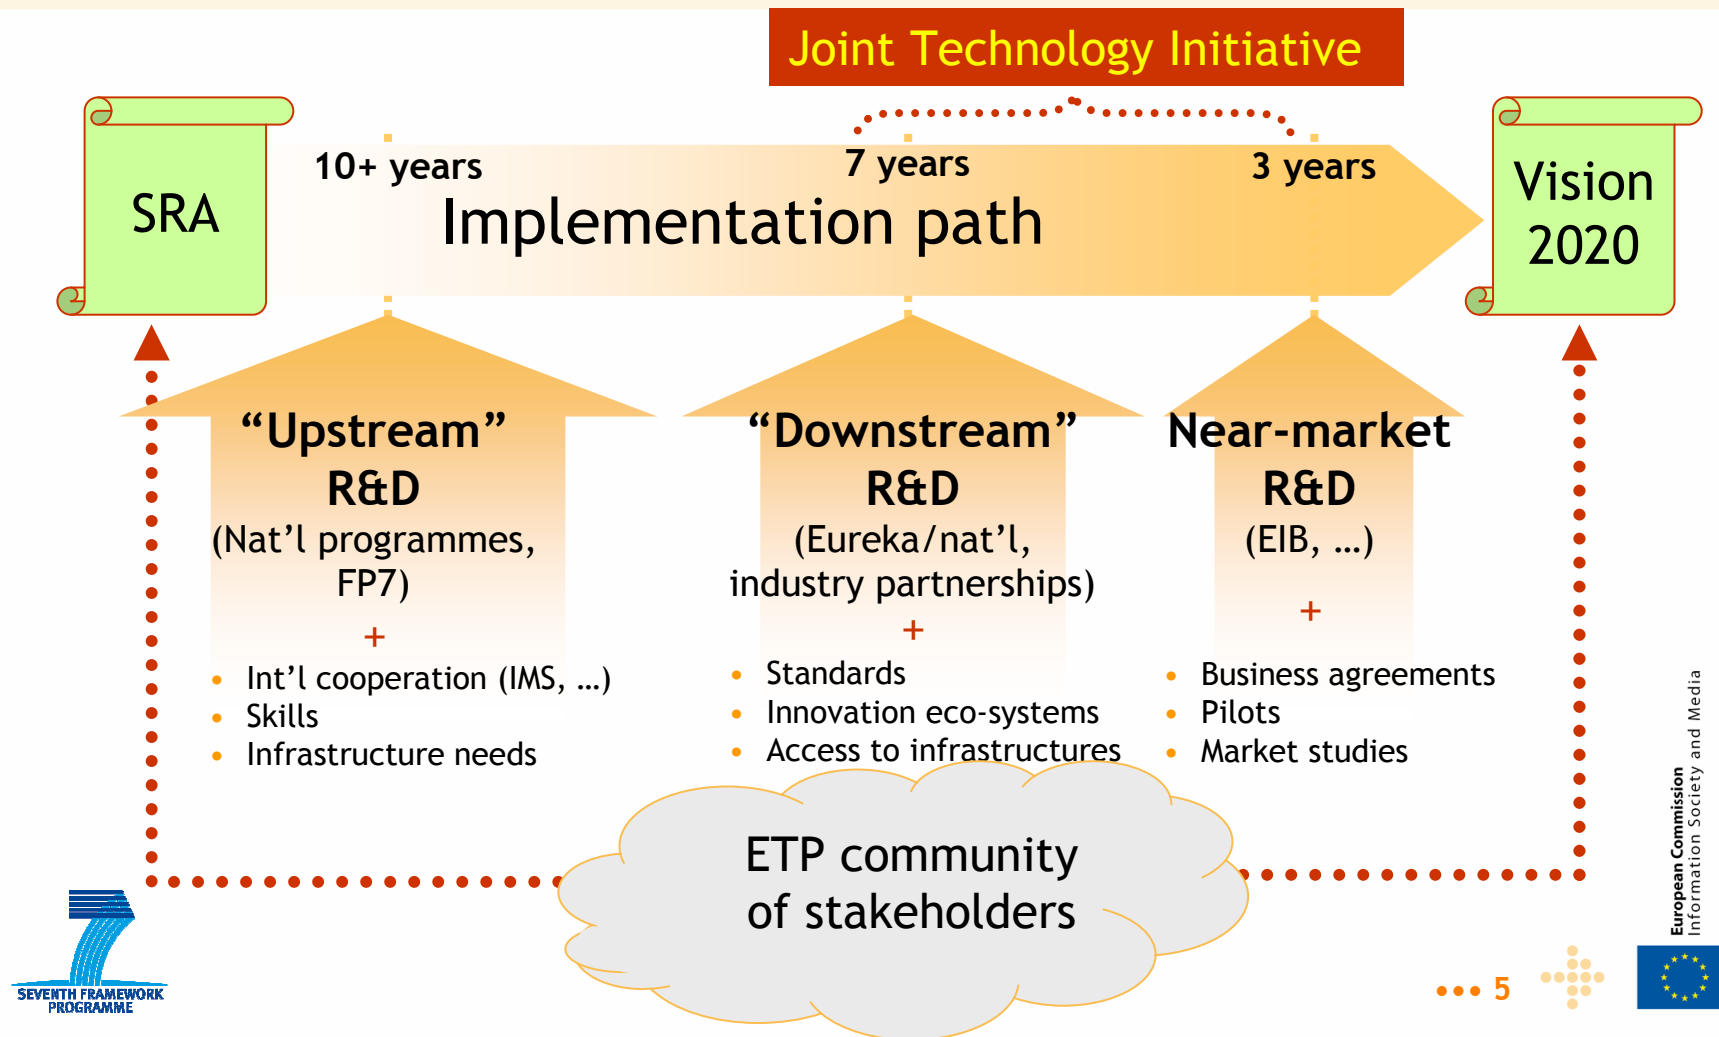 Joint Technology Initiative
10+ years
7 years
3 years
SRA
Implementation path
Vision
2020
“Upstream”
R&D
(Nat’l programmes,
FP7)
+
• Int’l cooperation (IMS, …)
• Skills
• Infrastructure needs
“Downstream”
R&D
(Eureka/nat’l,
industry partnerships)
+
• Standards
• Innovation eco-systems
• Access to infrastructures
Near-market
R&D
(EIB, …)
+
• Business agreements
• Pilots
• Market studies
ETP community
of stakeholders
SEVENTH FRAMEWORK
PROGRAMME
European Commission
Information Society and Media
5